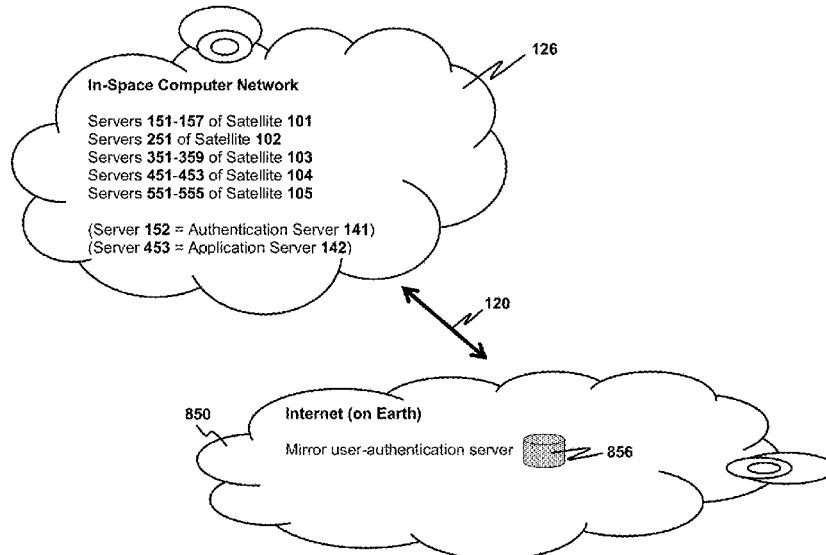 126
In-Space Computer Network
Servers 151-157 of Satellite 101
Servers 251 of Satellite 102
Servers 351-359 of Satellite 103
Servers 451-453 of Satellite 104
Servers 551-555 of Satellite 105
(Server 152 = Authentication Server 141)
(Server 453 = Application Server 142)
120
850
Internet (on Earth)
Mirror user-authentication server
856